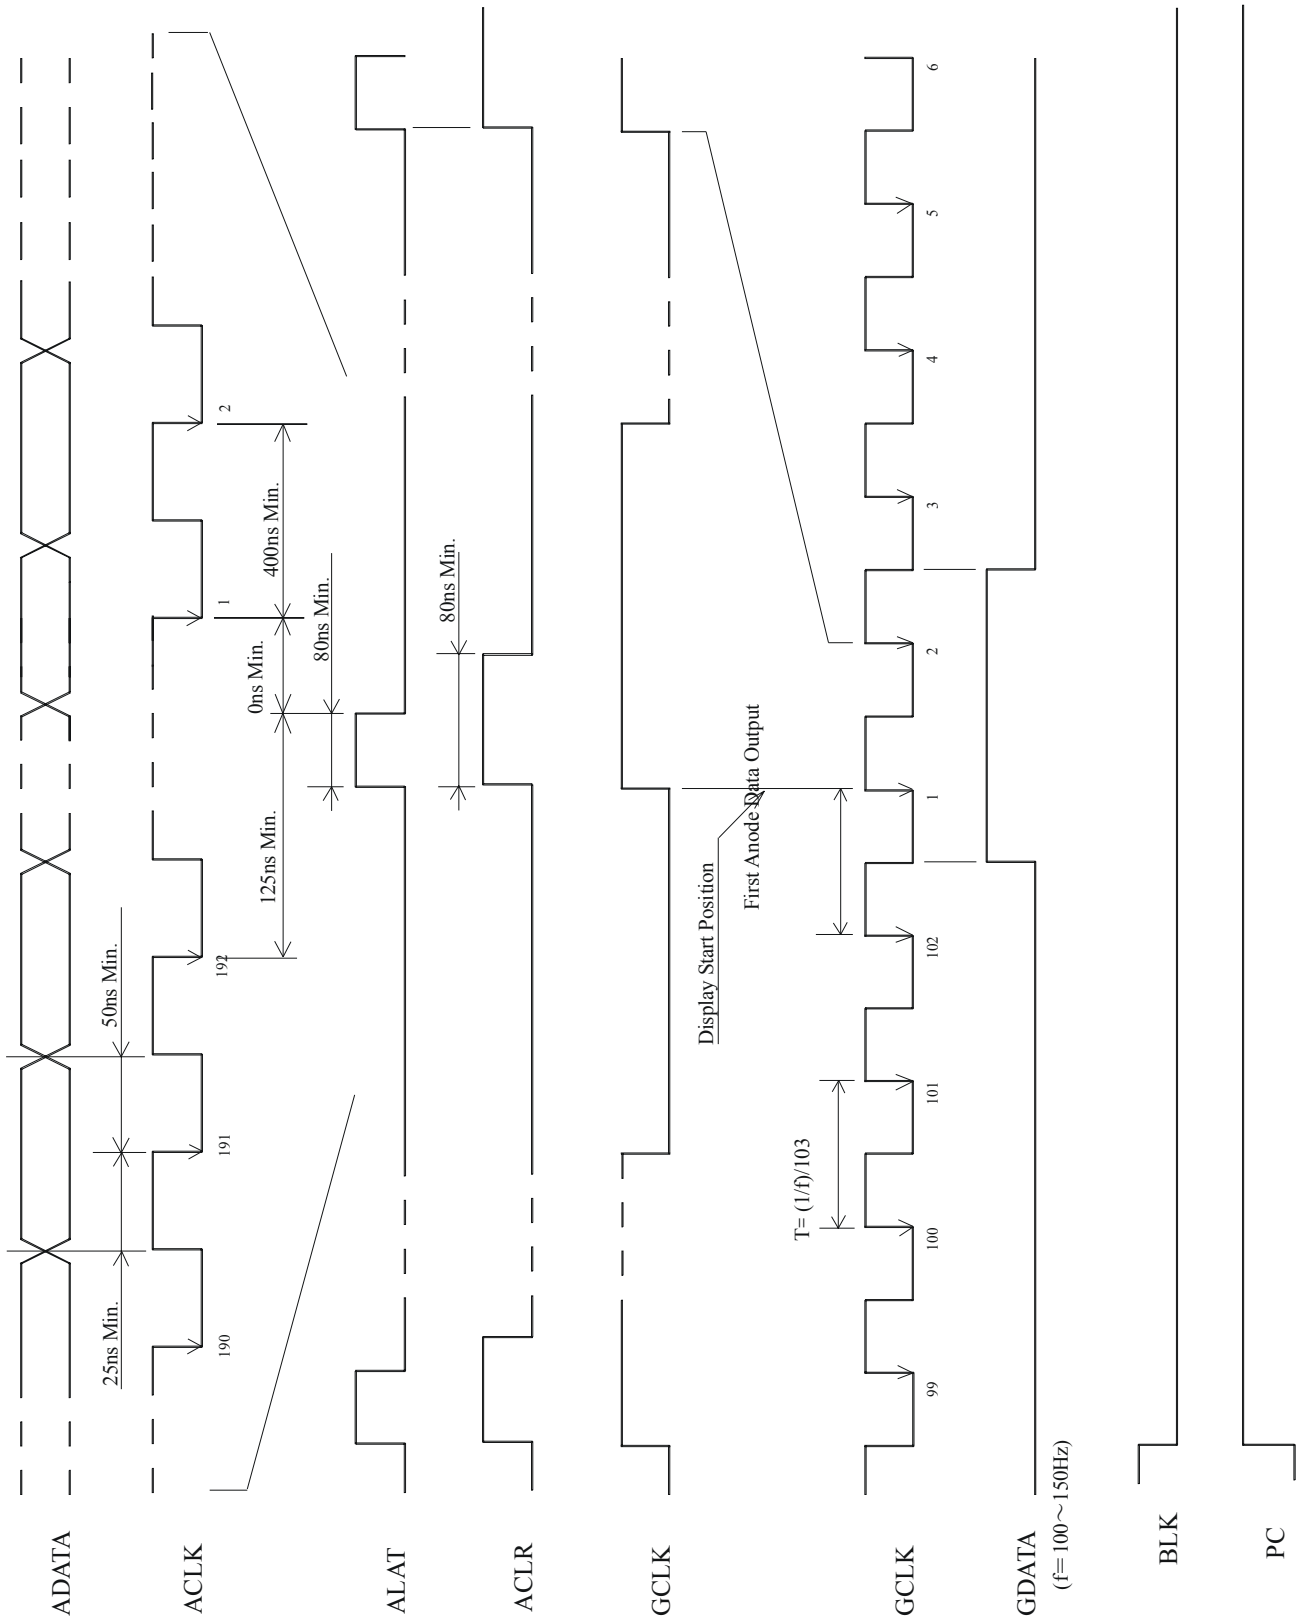 ADATA
25ns Min.
50ns Min.
ACLK
190
191
192
1
2
125ns Min.
0ns Min.
400ns Min.
80ns Min.
ALAT
80ns Min.
ACLR
GCLK
Display Start Position
First Anode Data Output
T= (1/f)/103
GCLK
99
100
101
102
1
2
3
4
5
6
GDATA
(f= 100～150Hz)
BLK
PC